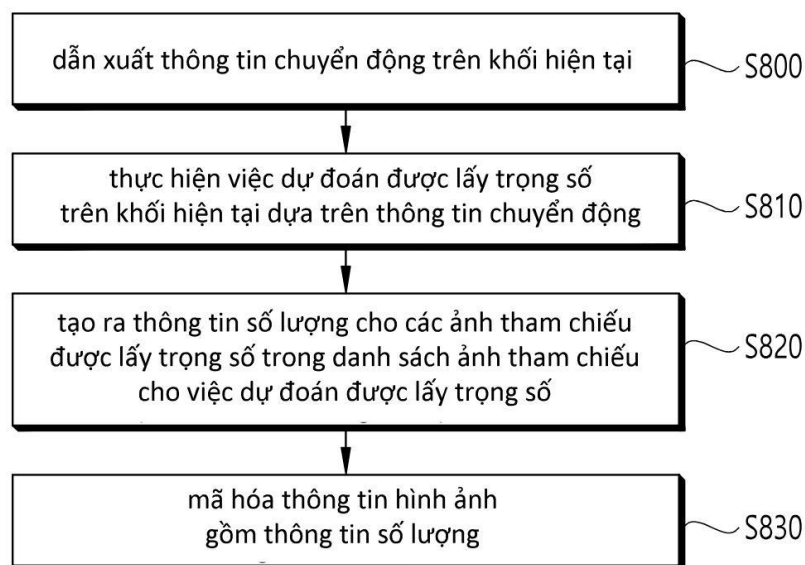 dẫn xuất thông tin chuyển động trên khối hiện tại
S800
thực hiện việc dự đoán được lấy trọng số
trên khối hiện tại dựa trên thông tin chuyển động
S810
tạo ra thông tin số lượng cho các ảnh tham chiếu
được lấy trọng số trong danh sách ảnh tham chiếu
cho việc dự đoán được lấy trọng số
S820
mã hóa thông tin hình ảnh
gồm thông tin số lượng
S830